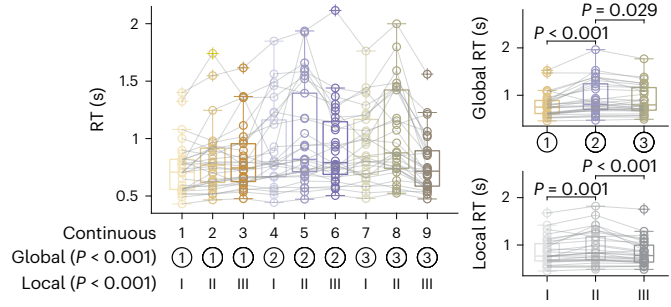 2
1.5
1
0.5
RT (s)
Continuous 1 2 3 4 5 6 7 8 9
Global (P < 0.001) 1 1 1 2 2 2 3 3 3
Local (P < 0.001) I II III I II III I II III
P = 0.029
P < 0.001
2
1
Global RT (s)
1 2 3
P < 0.001
P = 0.001
2
1
Local RT (s)
I II III